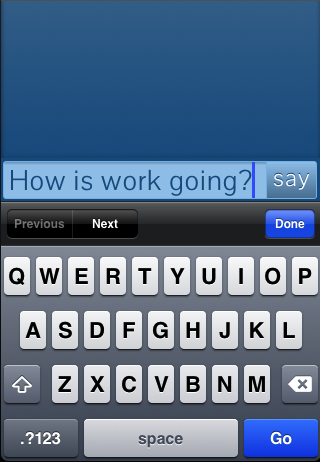 How is work going? say
Previous Next Done
Q W E R T Y U I O P
A S D F G H J K L
Z X C V B N M
.?123 space Go